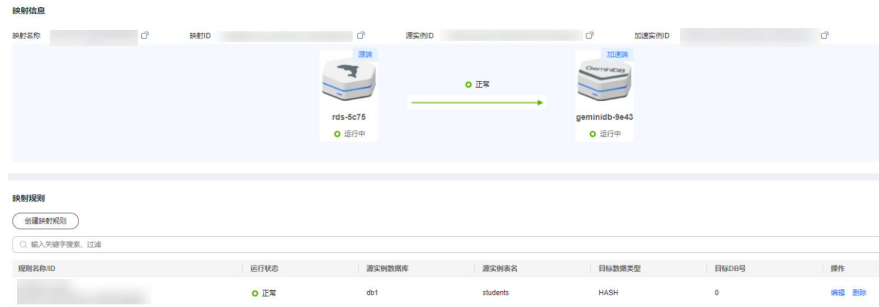 映射信息
映射名称 映射ID 源实例ID 加速实例ID
源端 加速端
GeminiDB
正常
rds-5c75 geminidb-9e43
运行中 运行中
映射规则
创建映射规则
输入关键字搜索、过滤
规则名称/ID 运行状态 源实例数据库 源实例表名 目标数据类型 目标DB号 操作
正常 db1 students HASH 0 编辑 删除